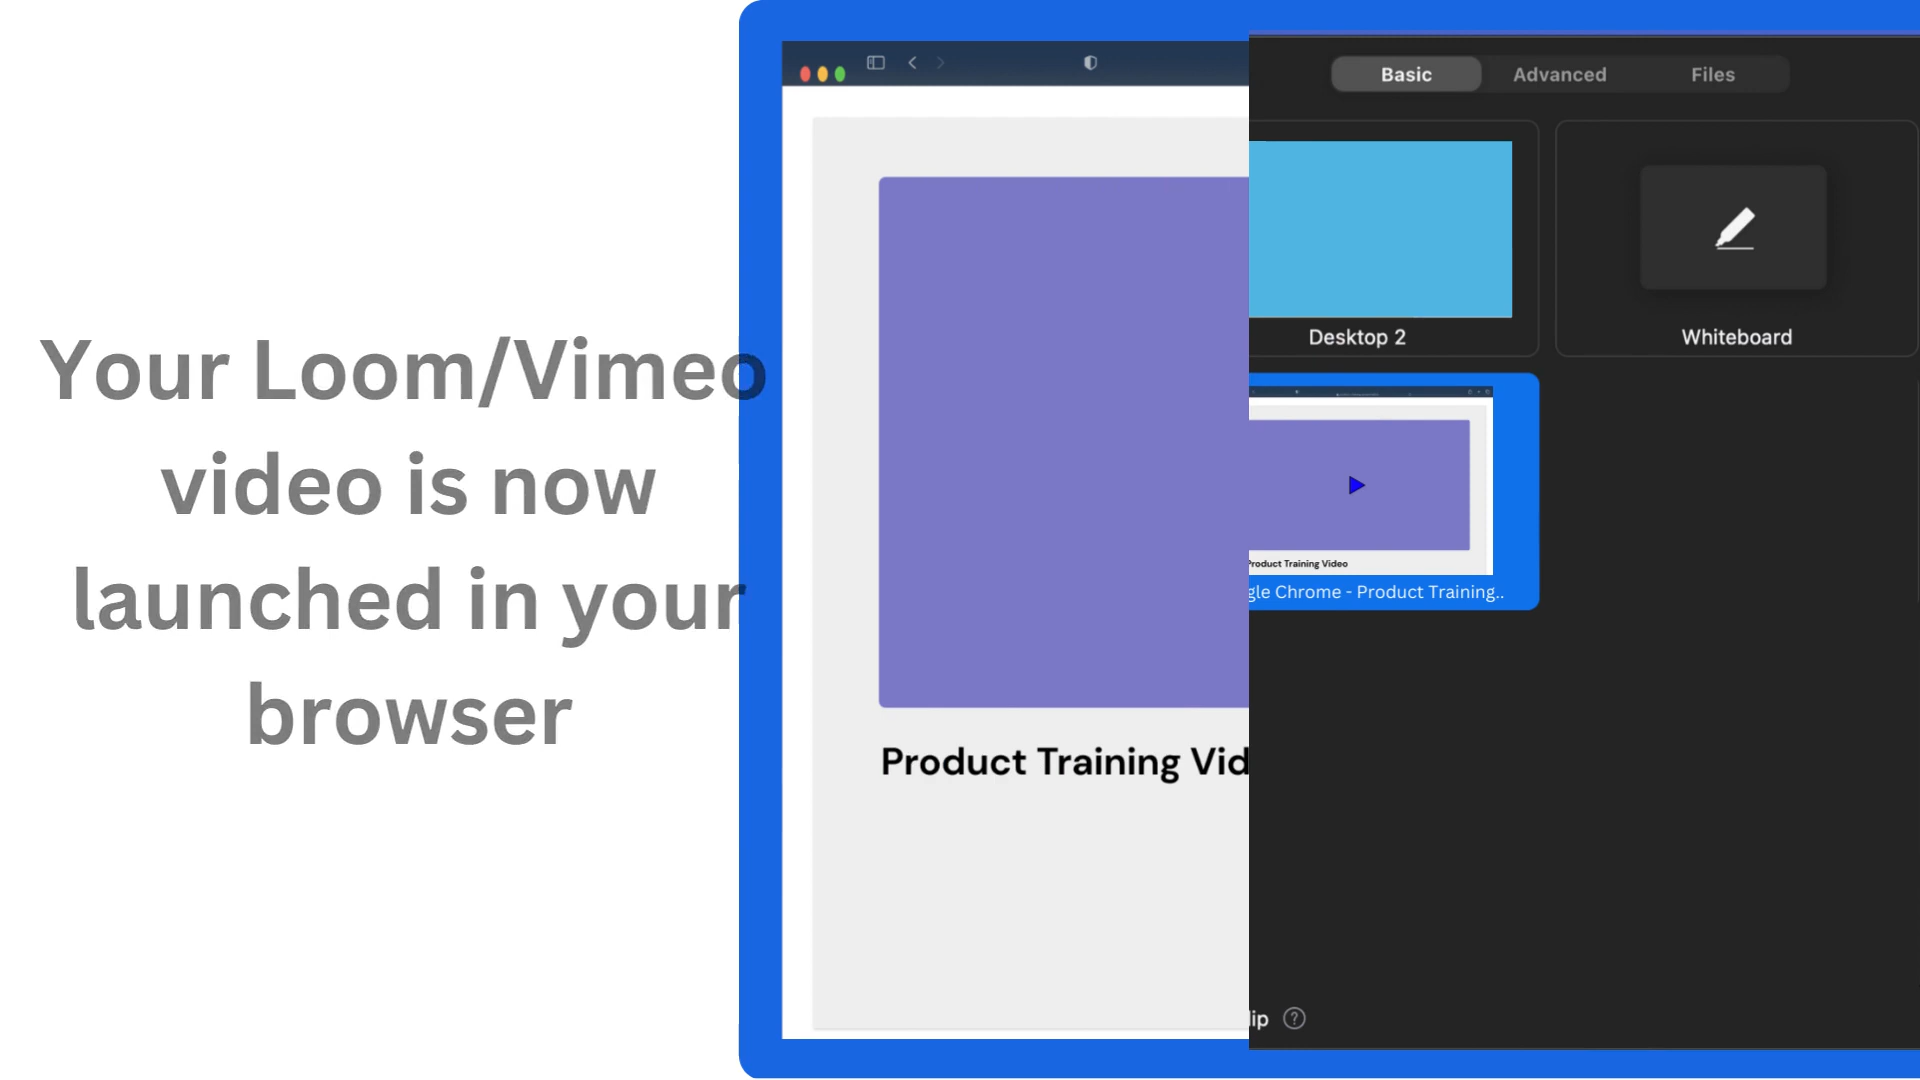 Your Loom/Vimeo
video is now
launched in your
browser
Product Training Vid
Basic
Advanced
Files
Desktop 2
Whiteboard
Product Training Video
gle Chrome - Product Training..
lip
?